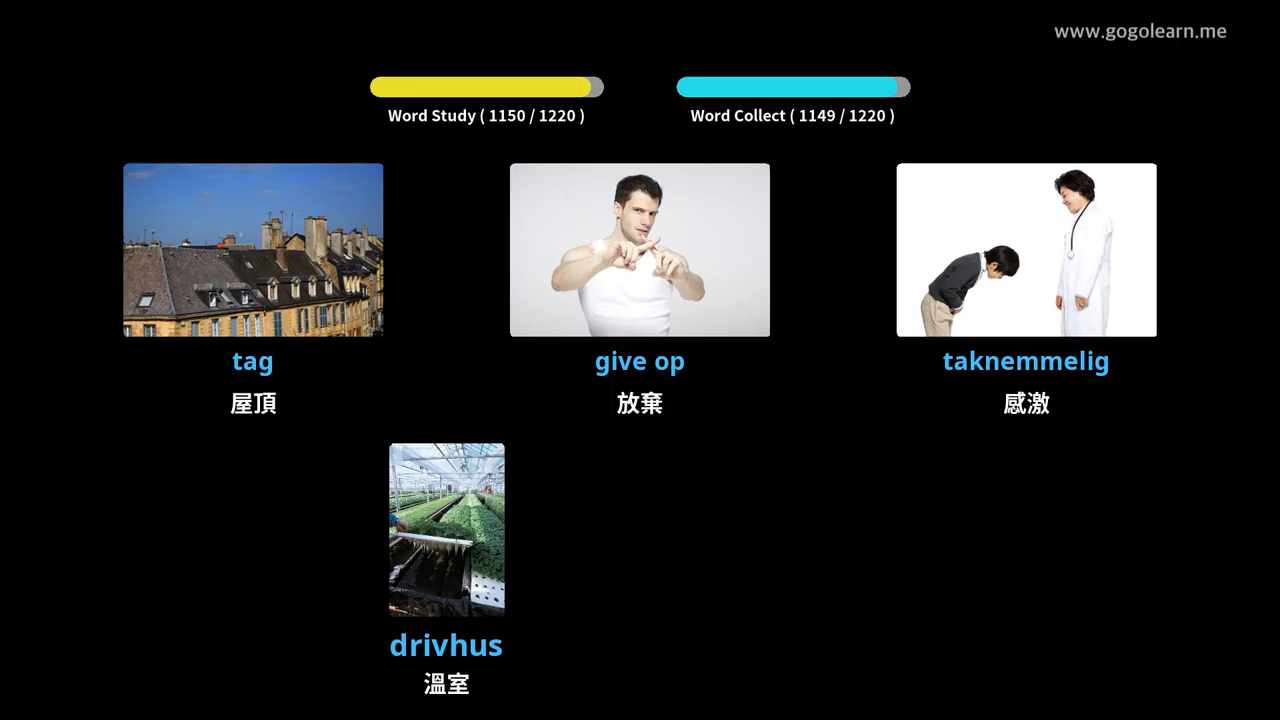 www.gogolearn.me
Word Study ( 1150 / 1220 )
Word Collect ( 1149 / 1220 )
tag
give op
taknemmelig
屋頂
放棄
感激
drivhus
溫室